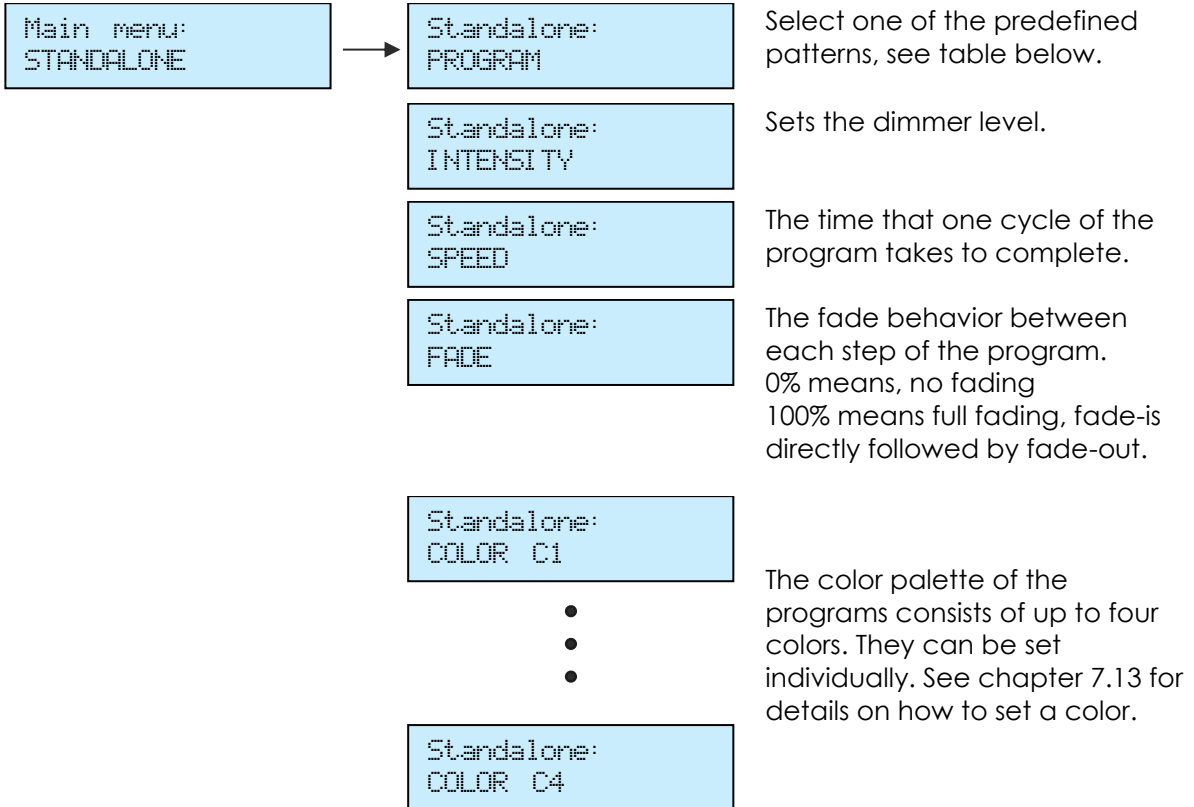 Main menu:
STANDALONE
Standalone:
PROGRAM
Select one of the predefined
patterns, see table below.
Standalone:
INTENSITY
Sets the dimmer level.
Standalone:
SPEED
The time that one cycle of the
program takes to complete.
Standalone:
FADE
The fade behavior between
each step of the program.
0% means, no fading
100% means full fading, fade-is
directly followed by fade-out.
Standalone:
COLOR C1
The color palette of the
programs consists of up to four
colors. They can be set
individually. See chapter 7.13 for
details on how to set a color.
Standalone:
COLOR C4